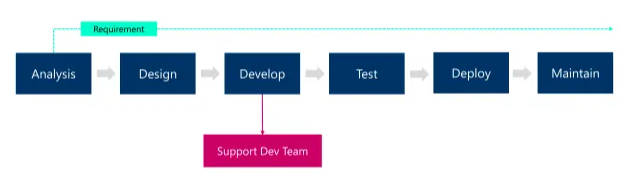 Requirement
Analysis
Design
Develop
Test
Deploy
Maintain
Support Dev Team